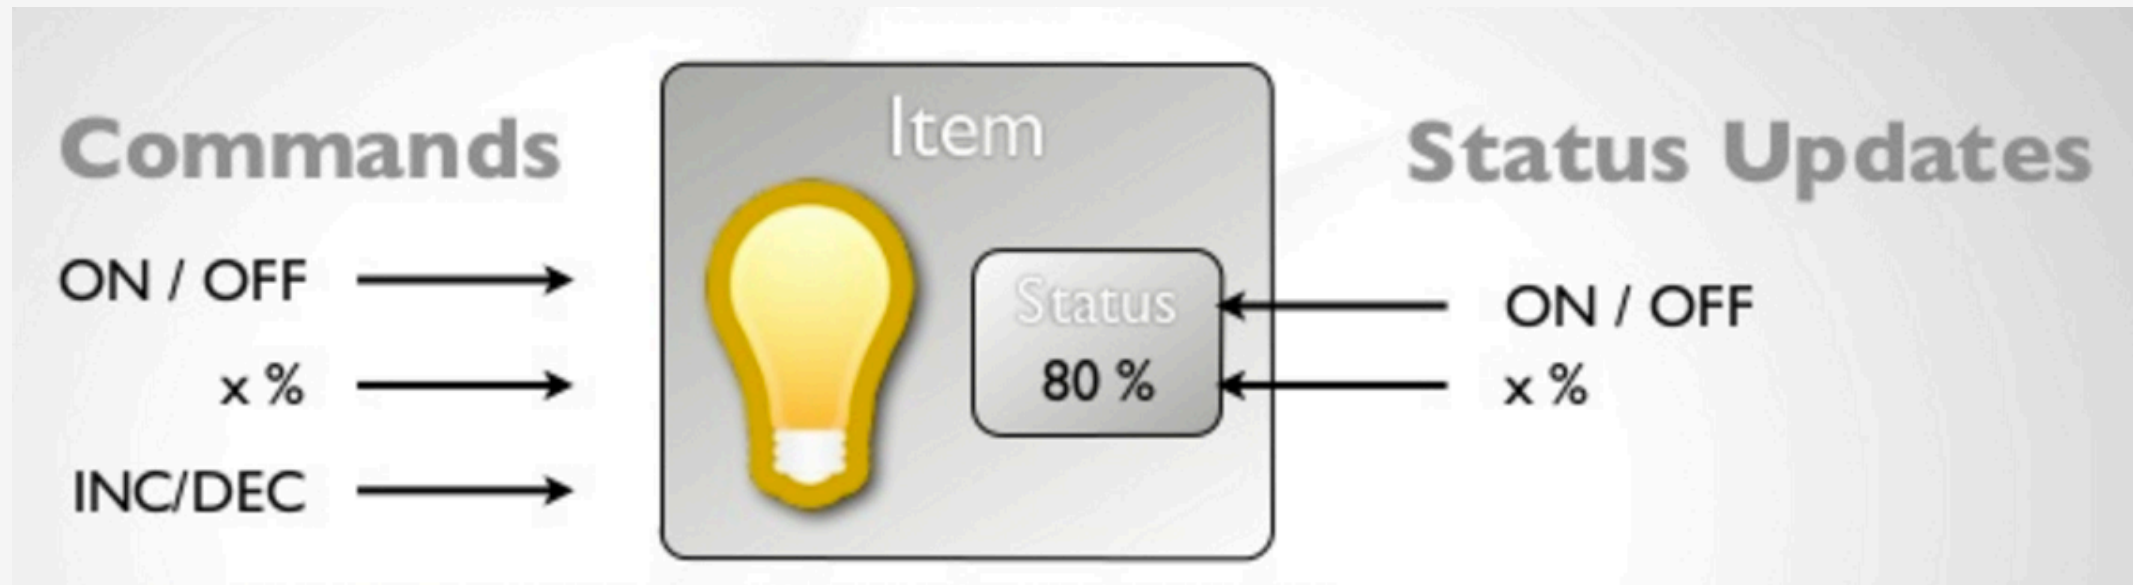 Commands
ON / OFF
x %
INC/DEC
Item
Status
80 %
Status Updates
ON / OFF
x %